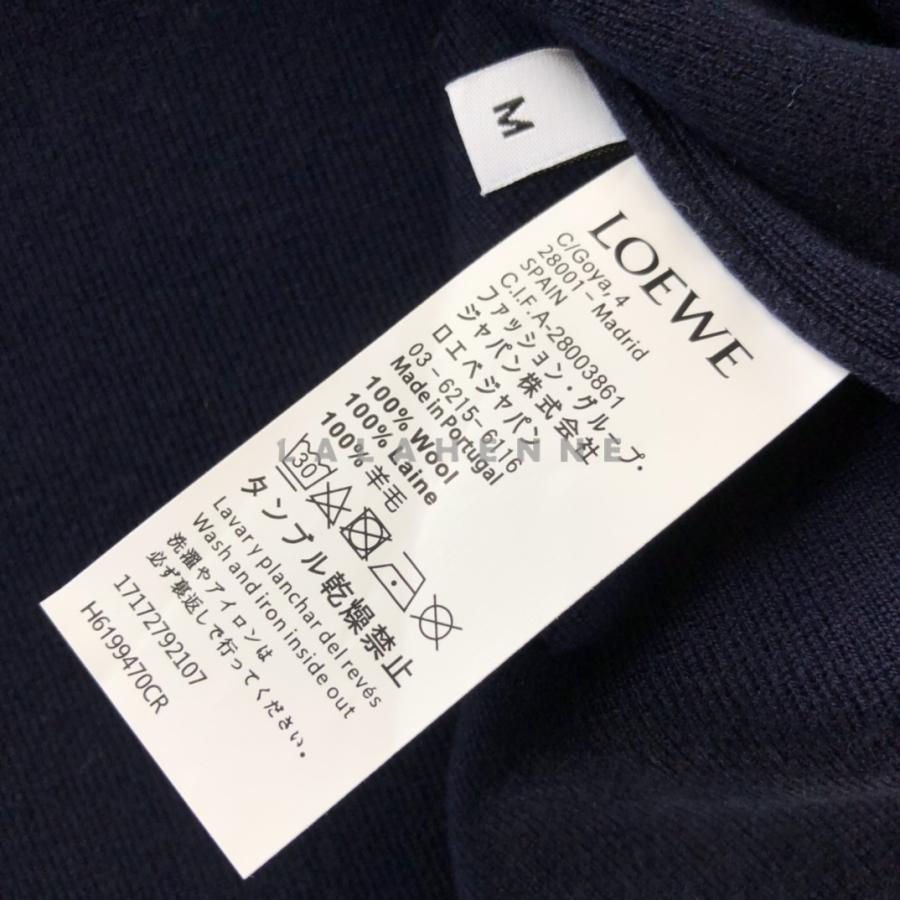 M
LOEWE
C/Goya, 4
28001 - Madrid
SPAIN
C.I.F. A-28003861
ファッション・グループ・
ジャパン株式会社
ロエベジャパン
03-6215-6116
Made in Portugal
100% Wool
100% Laine
100% 羊毛
30
タンブル乾燥禁止
Lavar y planchar del revés
Wash and iron inside out
洗濯やアイロンは
必ず裏返しで行ってください。
17172792107
H6199470CR
LALAHENNE